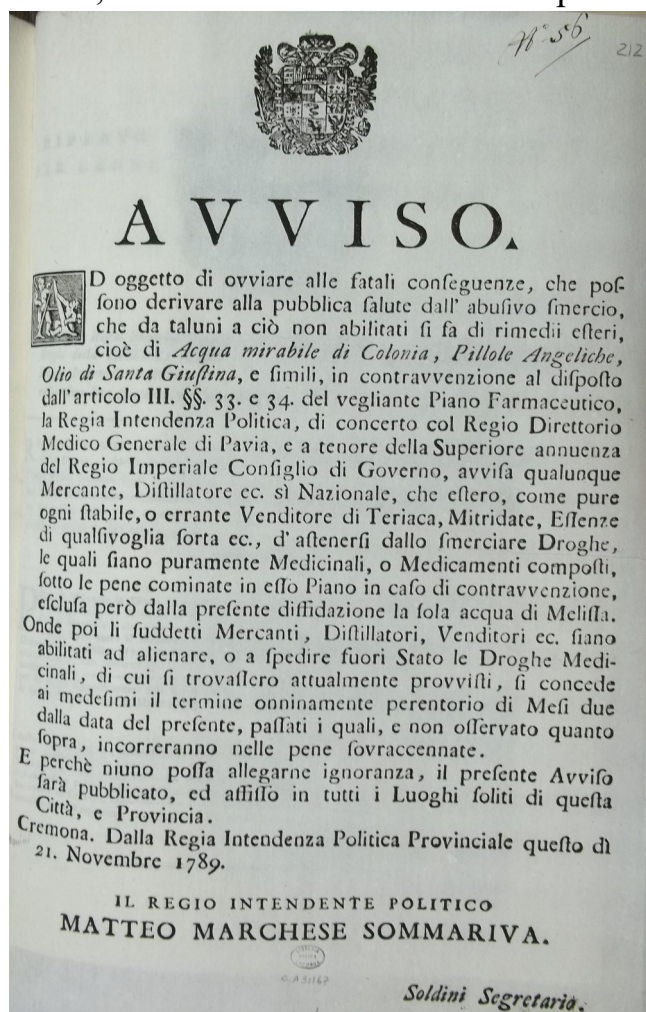 N.º 56
212
AVVISO.
AD oggetto di ovviare alle fatali conſeguenze, che poſ-
ſono derivare alla pubblica ſalute dall' abuſivo ſmercio,
che da taluni a ciò non abilitati ſi fa di rimedii eſteri,
cioè di Acqua mirabile di Colonia, Pillole Angeliche,
Olio di Santa Giuſtina, e ſimili, in contravvenzione al diſpoſto
dall'articolo III. §§. 33. e 34. del vegliante Piano Farmaceutico,
la Regia Intendenza Politica, di concerto col Regio Direttorio
Medico Generale di Pavia, e a tenore della Superiore annuenza
del Regio Imperiale Conſiglio di Governo, avviſa qualunque
Mercante, Diſtillatore ec. sì Nazionale, che eſtero, come pure
ogni ſtabile, o errante Venditore di Teriaca, Mitridate, Eſſenze
di qualſivoglia ſorta ec., d'aſtenerſi dallo ſmerciare Droghe,
le quali ſiano puramente Medicinali, o Medicamenti compoſti,
ſotto le pene cominate in eſſo Piano in caſo di contravvenzione,
eſcluſa però dalla preſente diffidazione la ſola acqua di Meliſſa.
Onde poi li ſuddetti Mercanti, Diſtillatori, Venditori ec. ſiano
abilitati ad alienare, o a ſpedire fuori Stato le Droghe Medi-
cinali, di cui ſi trovaſſero attualmente provviſti, ſi concede
ai medeſimi il termine onninamente perentorio di Meſi due
dalla data del preſente, paſſati i quali, e non oſſervato quanto
ſopra, incorreranno nelle pene ſovraccennate.
E perchè niuno poſſa allegarne ignoranza, il preſente Avviſo
ſarà pubblicato, ed affiſſo in tutti i Luoghi ſoliti di queſta
Città, e Provincia.
Cremona. Dalla Regia Intendenza Politica Provinciale queſto dì
21. Novembre 1789.
IL REGIO INTENDENTE POLITICO
MATTEO MARCHESE SOMMARIVA.
Soldini Segretario.